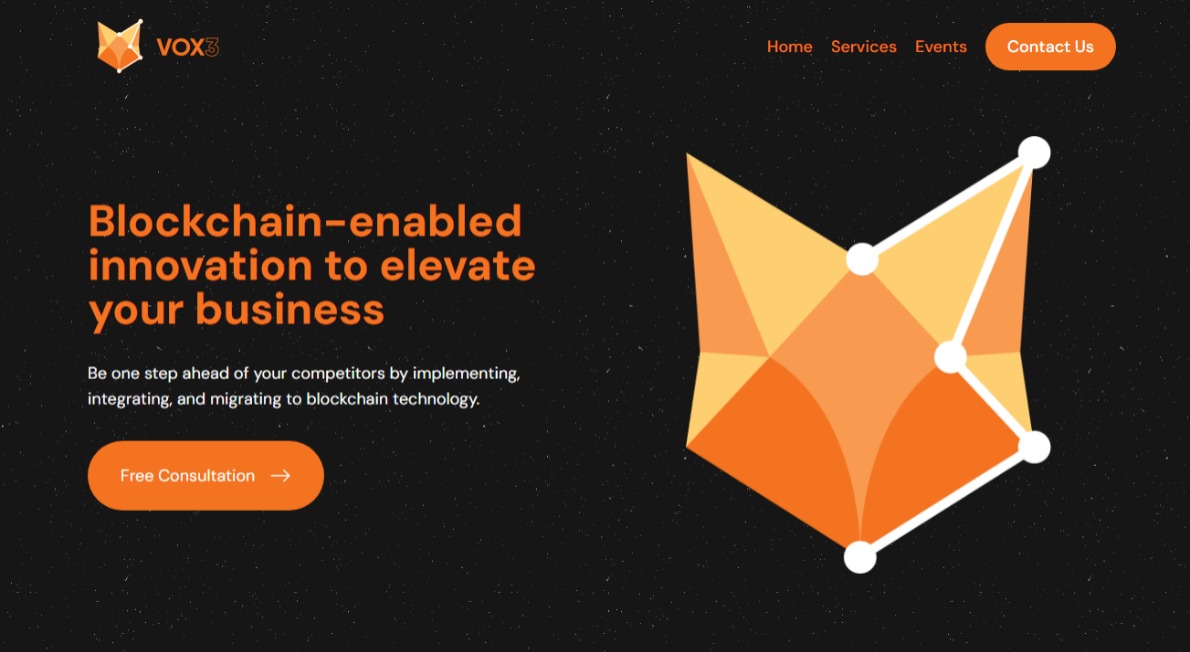 VOX3
Home
Services
Events
Contact Us
Blockchain-enabled
innovation to elevate
your business
Be one step ahead of your competitors by implementing,
integrating, and migrating to blockchain technology.
Free Consultation →